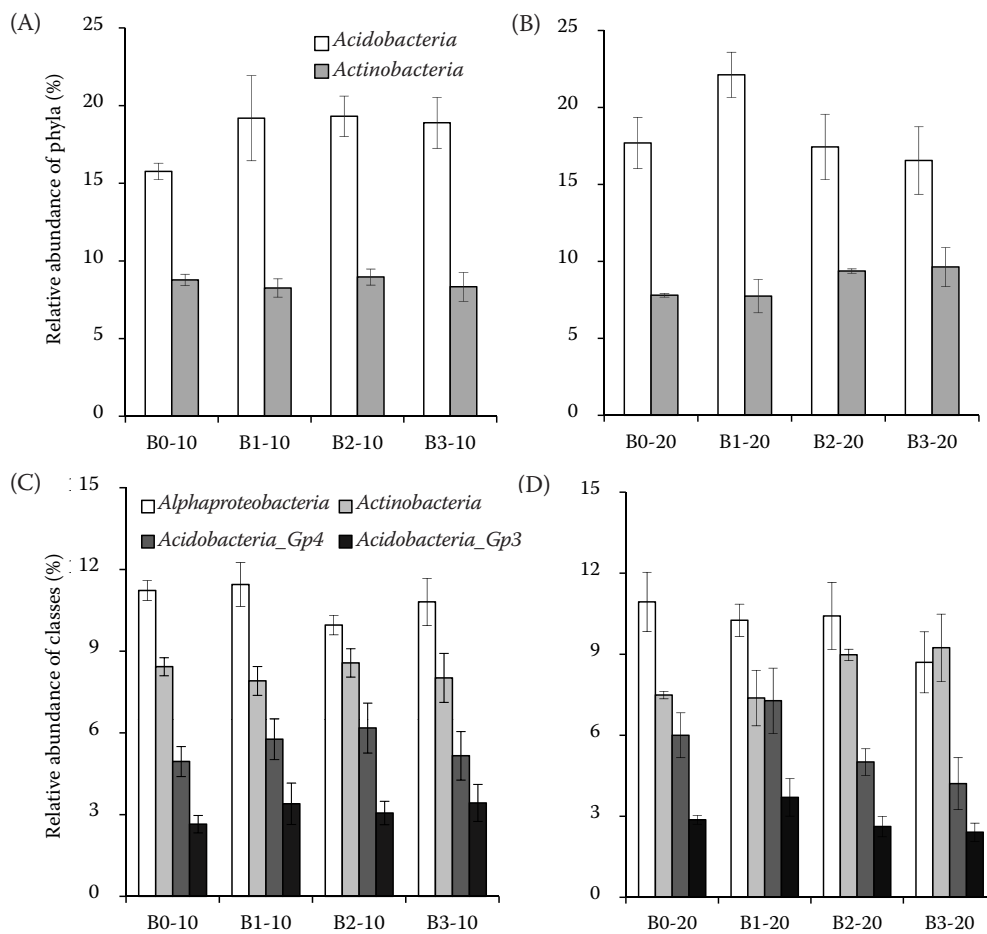 (A)
Relative abundance of phyla (%)
25
20
15
10
5
0
Acidobacteria
Actinobacteria
B0-10 B1-10 B2-10 B3-10
(B)
25
20
15
10
5
0
B0-20 B1-20 B2-20 B3-20
(C)
Relative abundance of classes (%)
15
12
9
6
3
0
Alphaproteobacteria Actinobacteria
Acidobacteria_Gp4 Acidobacteria_Gp3
B0-10 B1-10 B2-10 B3-10
(D)
15
12
9
6
3
0
B0-20 B1-20 B2-20 B3-20